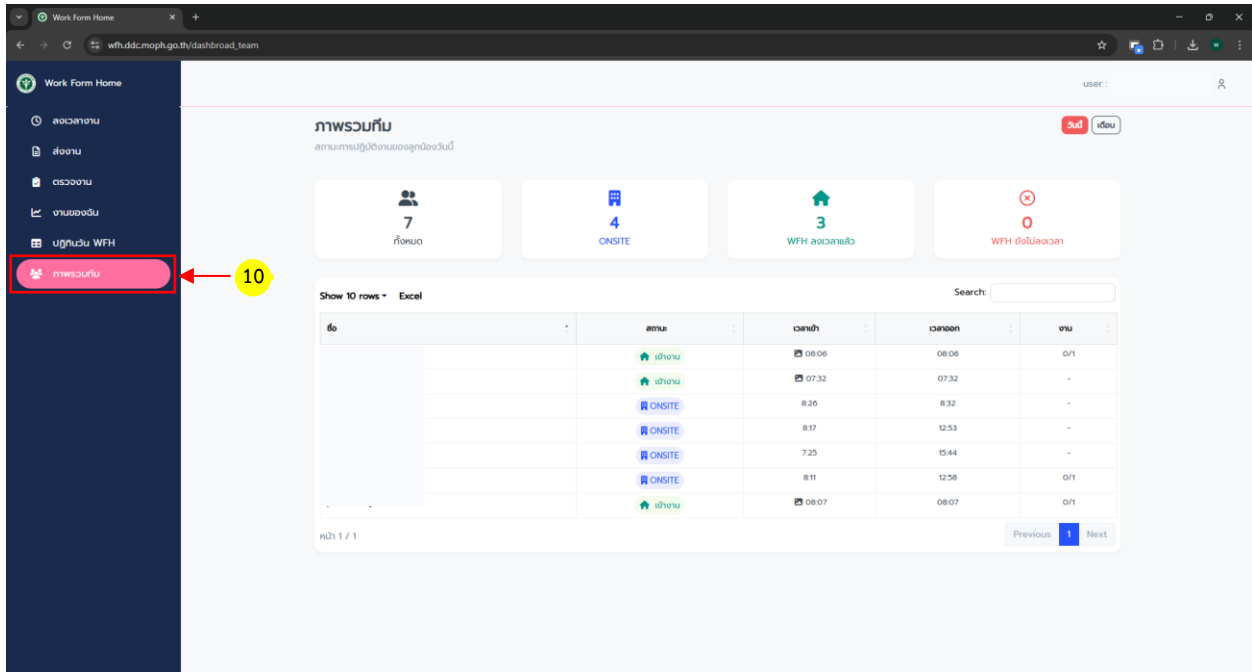 Work Form Home
wfh.ddc.moph.go.th/dashbroad_team
Work Form Home
user :
ลงเวลางาน
ส่งงาน
ตรวจงาน
งานของฉัน
ปฏิทินวัน WFH
ภาพรวมทีม
10
ภาพรวมทีม
สถานะการปฏิบัติงานของลูกน้องวันนี้
วันนี้ เดือน
7
ทั้งหมด
4
ONSITE
3
WFH ลงเวลาแล้ว
0
WFH ยังไม่ลงเวลา
Show 10 rows Excel
Search:
ชื่อ สถานะ เวลาเข้า เวลาออก งาน
เข้างาน 08:06 08:06 0/1
เข้างาน 07:32 07:32 -
ONSITE 8:26 8:32 -
ONSITE 8:17 12:53 -
ONSITE 7:25 15:44 -
ONSITE 8:11 12:58 0/1
เข้างาน 08:07 08:07 0/1
หน้า 1 / 1
Previous 1 Next